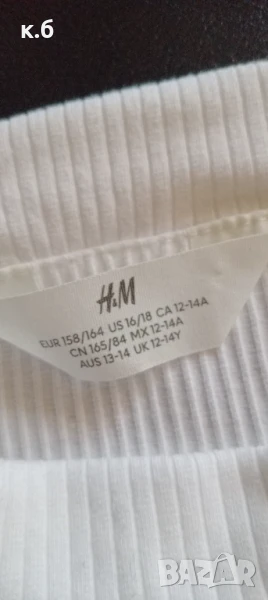 к.б
H&M
EUR 158/164 US 16/18 CA 12-14A
CN 165/84 MX 12-14A
AUS 13-14 UK 12-14Y
BAZAR